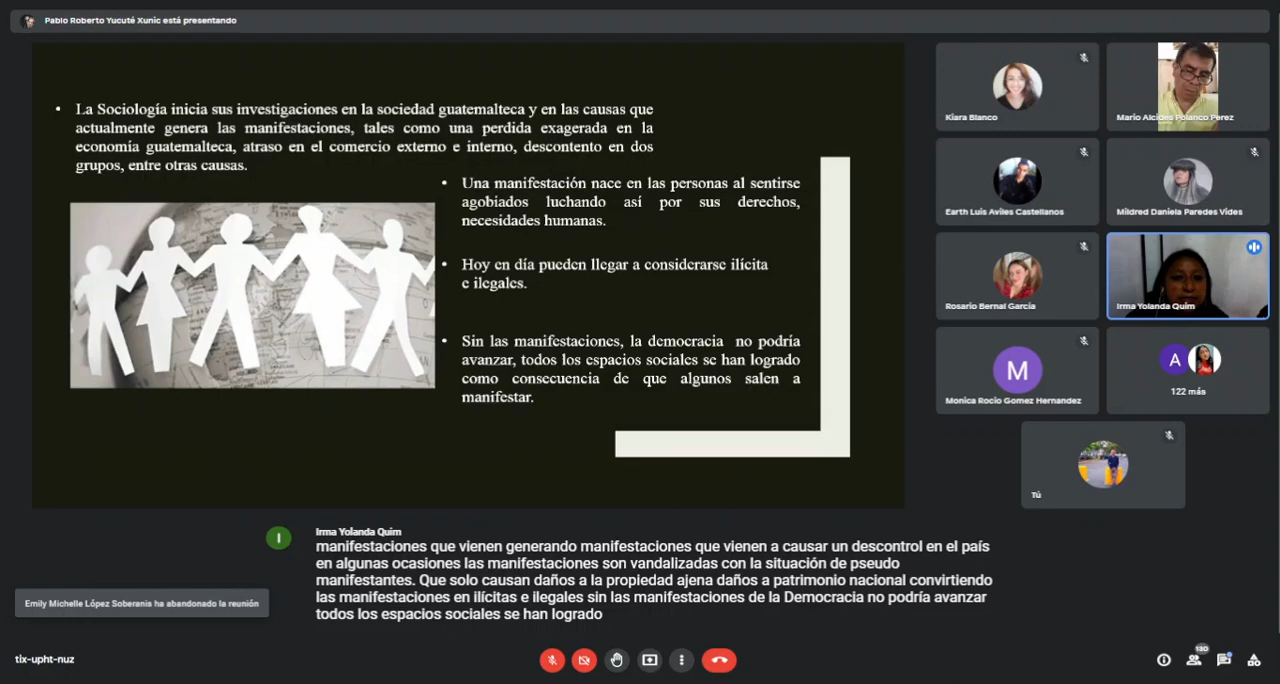 Pablo Roberto Yucuté Xunic está presentando
• La Sociología inicia sus investigaciones en la sociedad guatemalteca y en las causas que
actualmente genera las manifestaciones, tales como una perdida exagerada en la
economía guatemalteca, atraso en el comercio externo e interno, descontento en dos
grupos, entre otras causas.
• Una manifestación nace en las personas al sentirse
agobiados luchando así por sus derechos,
necesidades humanas.
• Hoy en día pueden llegar a considerarse ilícita
e ilegales.
• Sin las manifestaciones, la democracia no podría
avanzar, todos los espacios sociales se han logrado
como consecuencia de que algunos salen a
manifestar.
Kiara Blanco
Mario Alcides Polanco Perez
Earth Luis Aviles Castellanos
Mildred Daniela Paredes Vides
Rosario Bernal García
Irma Yolanda Quim
M
Monica Rocio Gomez Hernandez
A
122 más
Tú
I
Irma Yolanda Quim
manifestaciones que vienen generando manifestaciones que vienen a causar un descontrol en el país
en algunas ocasiones las manifestaciones son vandalizadas con la situación de pseudo
manifestantes. Que solo causan daños a la propiedad ajena daños a patrimonio nacional convirtiendo
las manifestaciones en ilícitas e ilegales sin las manifestaciones de la Democracia no podría avanzar
todos los espacios sociales se han logrado
Emily Michelle López Soberanis ha abandonado la reunión
tix-upht-nuz
130